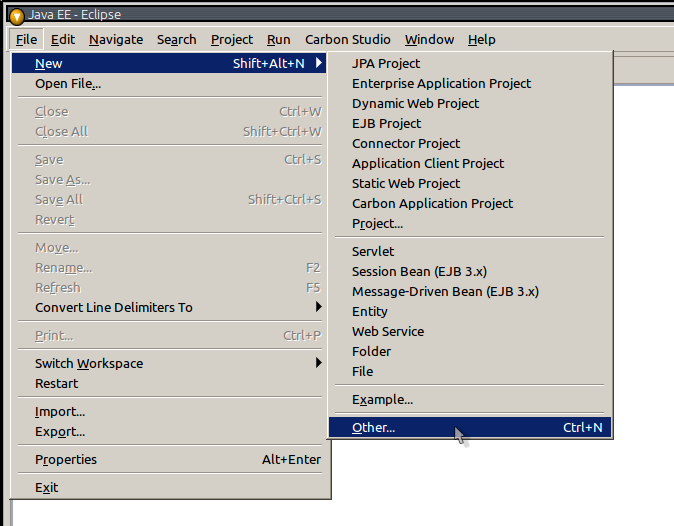 Java EE - Eclipse
File Edit Navigate Search Project Run Carbon Studio Window Help
New Shift+Alt+N
Open File...
Close Ctrl+W
Close All Shift+Ctrl+W
Save Ctrl+S
Save As...
Save All Shift+Ctrl+S
Revert
Move...
Rename... F2
Refresh F5
Convert Line Delimiters To
Print... Ctrl+P
Switch Workspace
Restart
Import...
Export...
Properties Alt+Enter
Exit
JPA Project
Enterprise Application Project
Dynamic Web Project
EJB Project
Connector Project
Application Client Project
Static Web Project
Carbon Application Project
Project...
Servlet
Session Bean (EJB 3.x)
Message-Driven Bean (EJB 3.x)
Entity
Web Service
Folder
File
Example...
Other... Ctrl+N